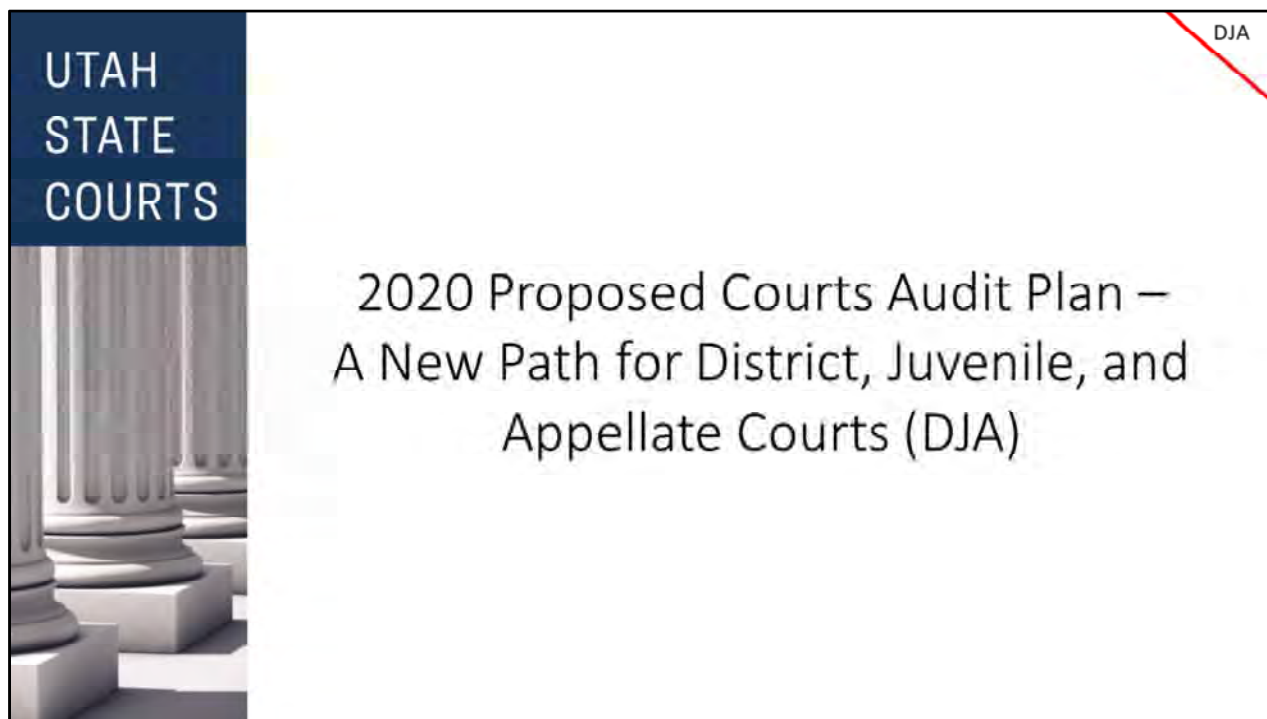 UTAH
STATE
COURTS
DJA
2020 Proposed Courts Audit Plan –
A New Path for District, Juvenile, and
Appellate Courts (DJA)